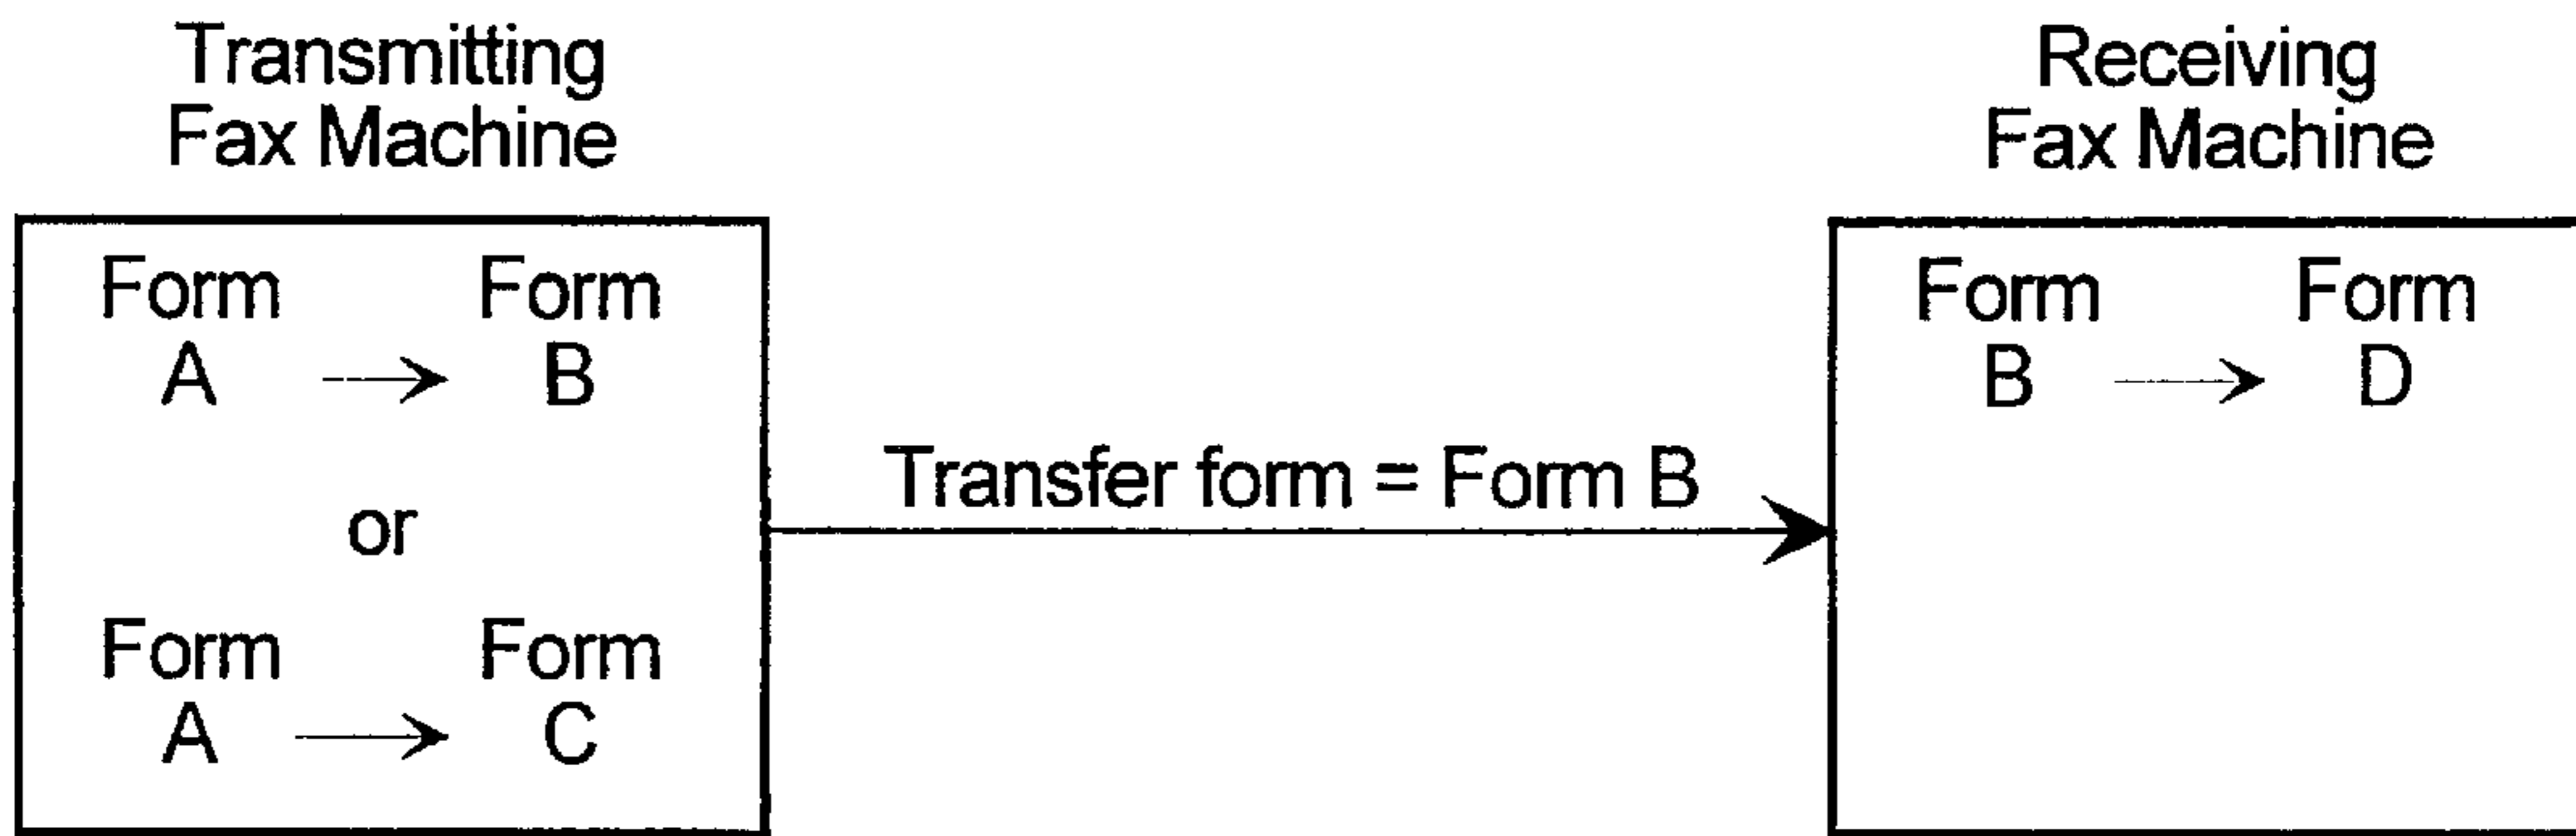 Transmitting
Fax Machine
Receiving
Fax Machine
Form Form
A → B
or
Form Form
A → C
Transfer form = Form B
Form Form
B → D